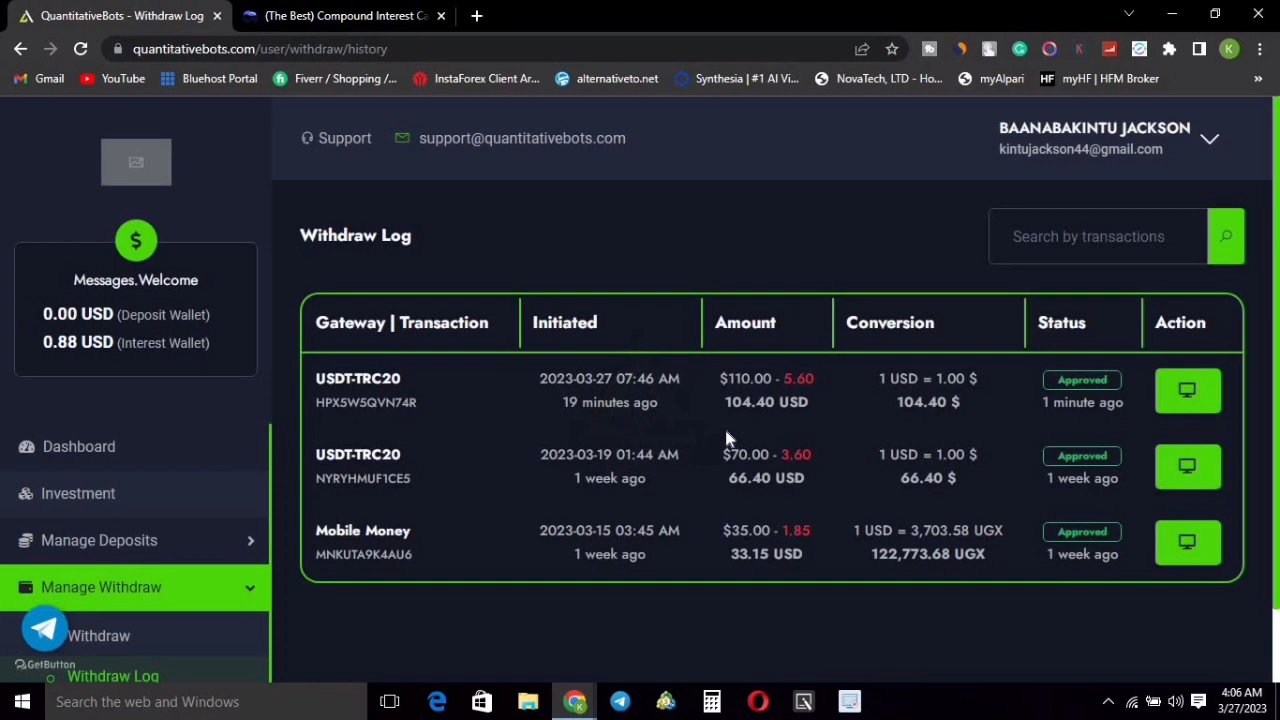 QuantitativeBots - Withdraw Log
(The Best) Compound Interest Ca
quantitativebots.com/user/withdraw/history
Gmail
YouTube
Bluehost Portal
Fiverr / Shopping /...
InstaForex Client Ar...
alternativeto.net
Synthesia | #1 AI Vi...
NovaTech, LTD - Ho...
myAlpari
HF
myHF | HFM Broker
Support
support@quantitativebots.com
BAANABAKINTU JACKSON
kintujackson44@gmail.com
Messages.Welcome
0.00 USD (Deposit Wallet)
0.88 USD (Interest Wallet)
Dashboard
Investment
Manage Deposits
Manage Withdraw
Withdraw
GetButton
Withdraw Log
Withdraw Log
Search by transactions
Gateway | Transaction Initiated Amount Conversion Status Action
USDT-TRC20 2023-03-27 07:46 AM $110.00 - 5.60 1 USD = 1.00 $ Approved
HPX5W5QVN74R 19 minutes ago 104.40 USD 104.40 $ 1 minute ago
USDT-TRC20 2023-03-19 01:44 AM $70.00 - 3.60 1 USD = 1.00 $ Approved
NYRYHMUF1CE5 1 week ago 66.40 USD 66.40 $ 1 week ago
Mobile Money 2023-03-15 03:45 AM $35.00 - 1.85 1 USD = 3,703.58 UGX Approved
MNKUTA9K4AU6 1 week ago 33.15 USD 122,773.68 UGX 1 week ago
Search the web and Windows
4:06 AM
3/27/2023